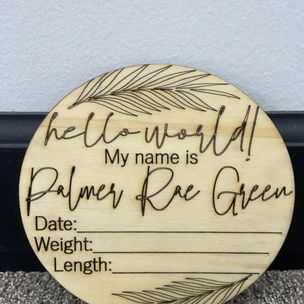 hello world!
My name is
Palmer Rae Green
Date:
Weight:
Length: